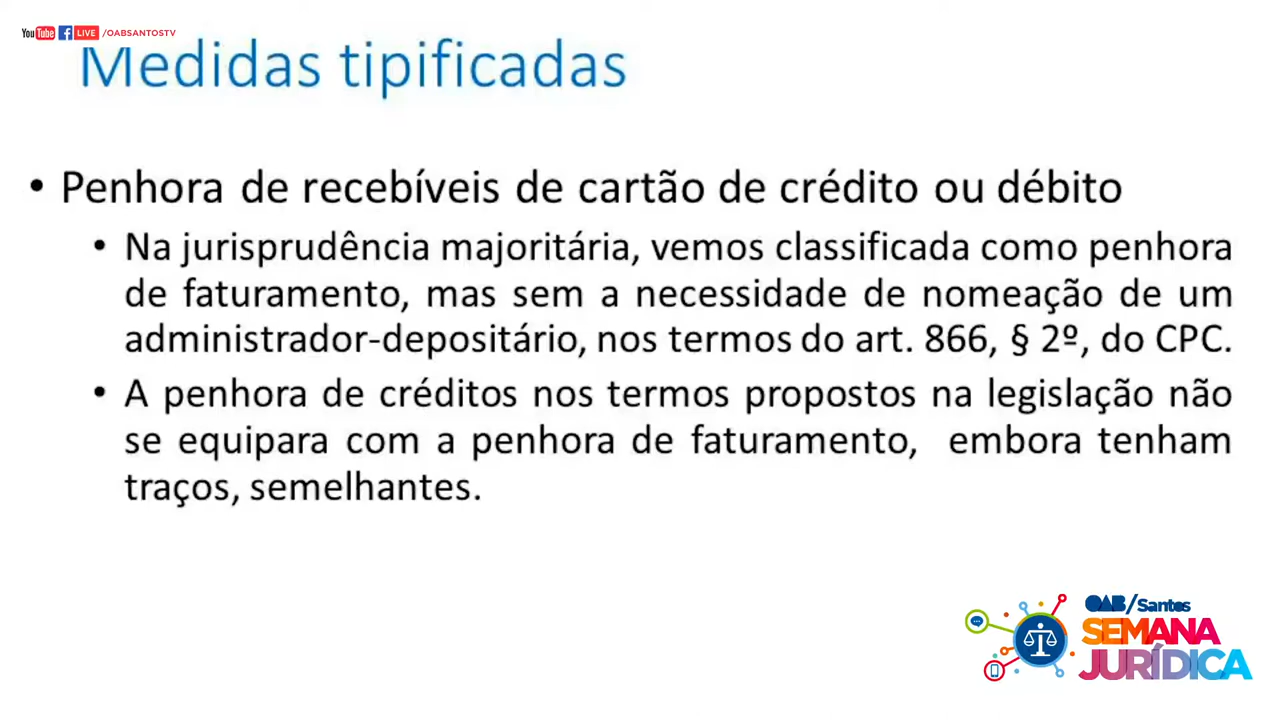 YouTube f LIVE /OABSANTOSTV
Medidas tipificadas
• Penhora de recebíveis de cartão de crédito ou débito
• Na jurisprudência majoritária, vemos classificada como penhora
de faturamento, mas sem a necessidade de nomeação de um
administrador-depositário, nos termos do art. 866, § 2º, do CPC.
• A penhora de créditos nos termos propostos na legislação não
se equipara com a penhora de faturamento, embora tenham
traços, semelhantes.
OAB/Santos
SEMANA
JURÍDICA